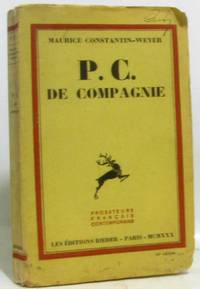 MAURICE CONSTANTIN-WEYER
P. C.
DE COMPAGNIE
PROSATEURS
FRANÇAIS
CONTEMPORAINS
LES ÉDITIONS RIEDER - PARIS - MCMXXX